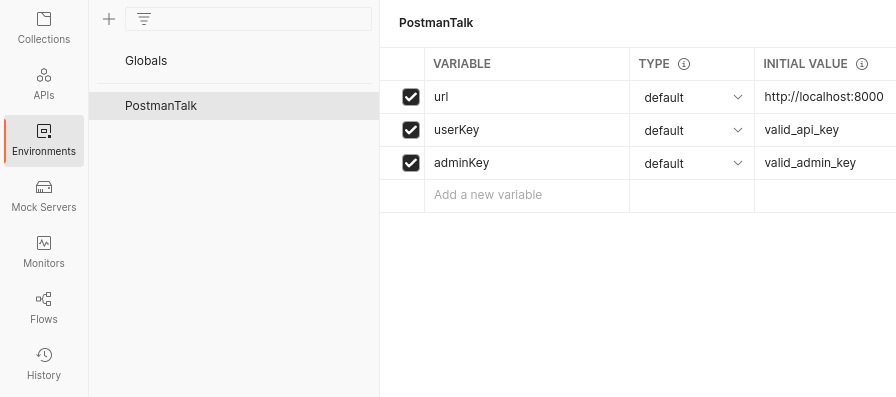 Collections
APIs
Environments
Mock Servers
Monitors
Flows
History
Globals
PostmanTalk
PostmanTalk
VARIABLE TYPE INITIAL VALUE
url default http://localhost:8000
userKey default valid_api_key
adminKey default valid_admin_key
Add a new variable